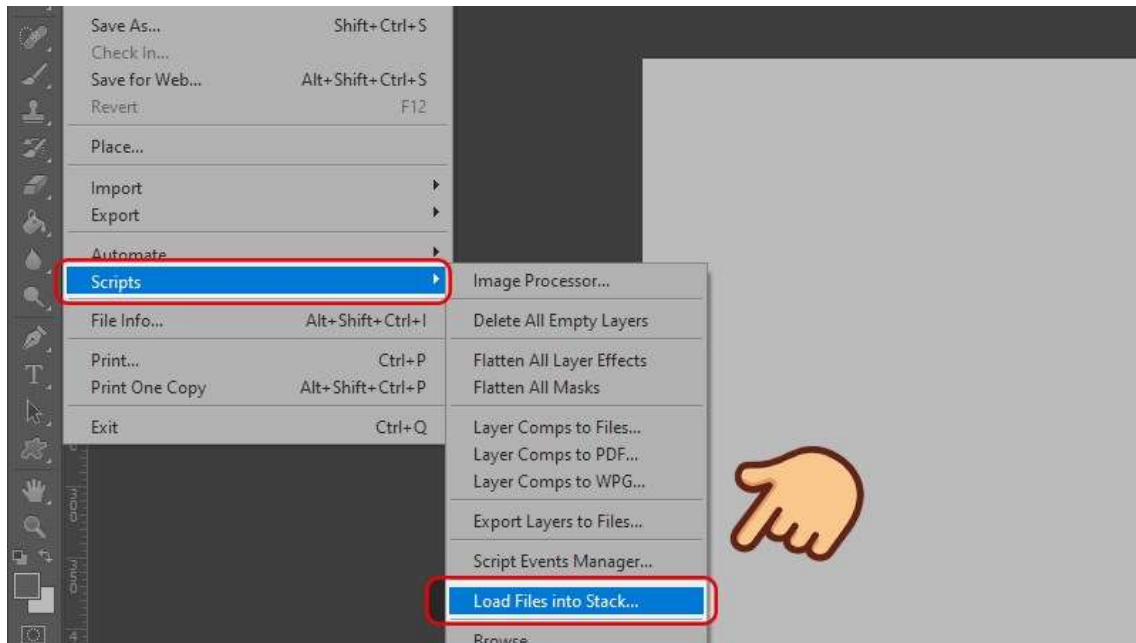 Save As... Shift+Ctrl+S
Check In...
Save for Web... Alt+Shift+Ctrl+S
Revert F12
Place...
Import
Export
Automate
Scripts
File Info... Alt+Shift+Ctrl+I
Print... Ctrl+P
Print One Copy Alt+Shift+Ctrl+P
Exit Ctrl+Q
Image Processor...
Delete All Empty Layers
Flatten All Layer Effects
Flatten All Masks
Layer Comps to Files...
Layer Comps to PDF...
Layer Comps to WPG...
Export Layers to Files...
Script Events Manager...
Load Files into Stack...
Browse
T
300
350
4